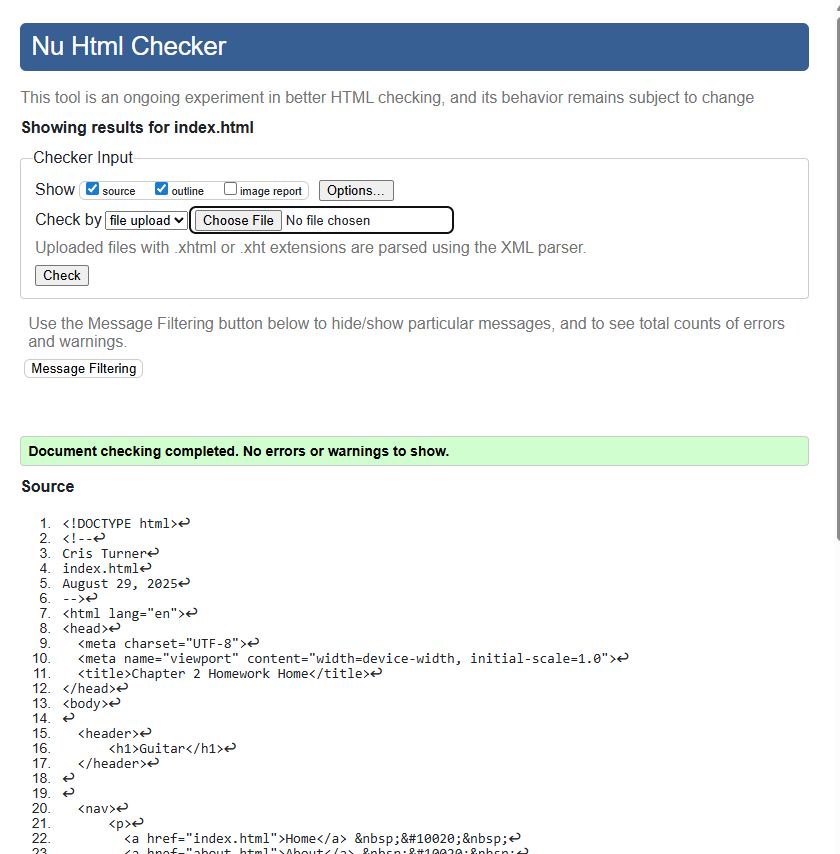 Nu Html Checker
This tool is an ongoing experiment in better HTML checking, and its behavior remains subject to change
Showing results for index.html
Checker Input
Show source outline image report Options...
Check by file upload Choose File No file chosen
Uploaded files with .xhtml or .xht extensions are parsed using the XML parser.
Check
Use the Message Filtering button below to hide/show particular messages, and to see total counts of errors
and warnings.
Message Filtering
Document checking completed. No errors or warnings to show.
Source
1. <!DOCTYPE html>↩
2. <!--↩
3. Cris Turner↩
4. index.html↩
5. August 29, 2025↩
6. -->↩
7. <html lang="en">↩
8. <head>↩
9.   <meta charset="UTF-8">↩
10.   <meta name="viewport" content="width=device-width, initial-scale=1.0">↩
11.   <title>Chapter 2 Homework Home</title>↩
12. </head>↩
13. <body>↩
14. ↩
15.   <header>↩
16.       <h1>Guitar</h1>↩
17.   </header>↩
18. ↩
19. ↩
20.   <nav>↩
21.       <p>↩
22.         <a href="index.html">Home</a> &nbsp;&#10020;&nbsp;↩
23.         <a href="about.html">About</a> &nbsp;&#10020;&nbsp;↩